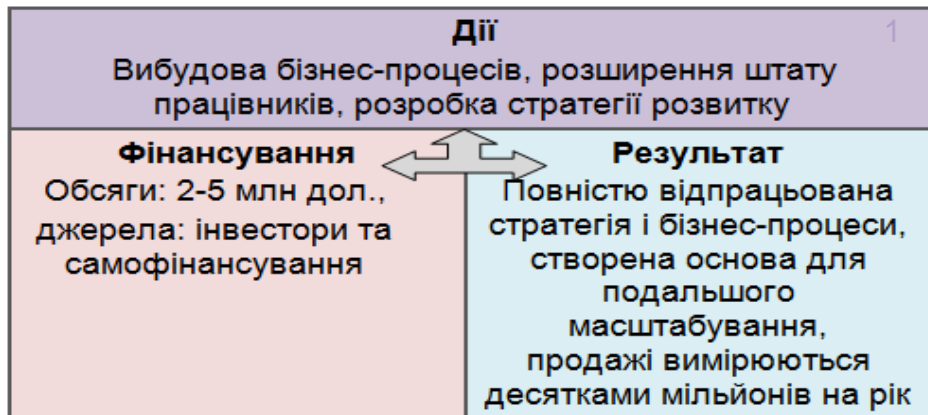 Дії
1
Вибудова бізнес-процесів, розширення штату
працівників, розробка стратегії розвитку
Фінансування
Обсяги: 2-5 млн дол.,
джерела: інвестори та
самофінансування
Результат
Повністю відпрацьована
стратегія і бізнес-процеси,
створена основа для
подальшого
масштабування,
продажі вимірюються
десятками мільйонів на рік